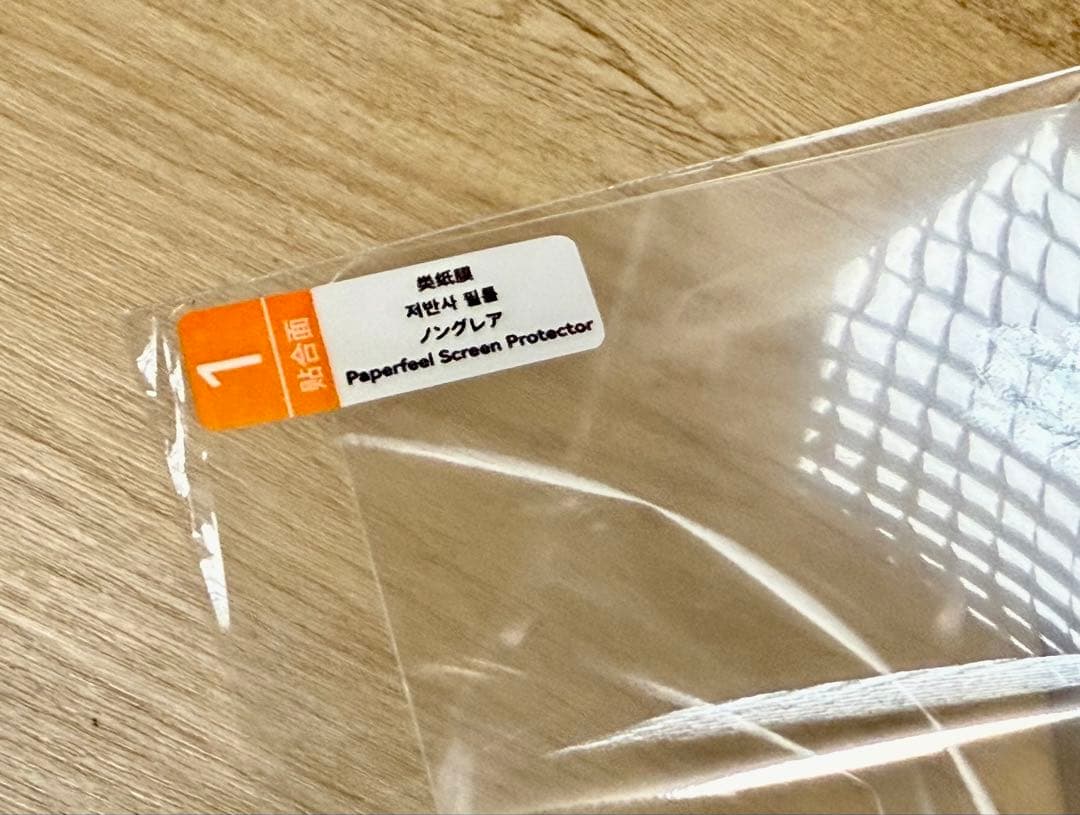 1
贴合面
类纸膜
저반사 필름
ノングレア
Paperfeel Screen Protector